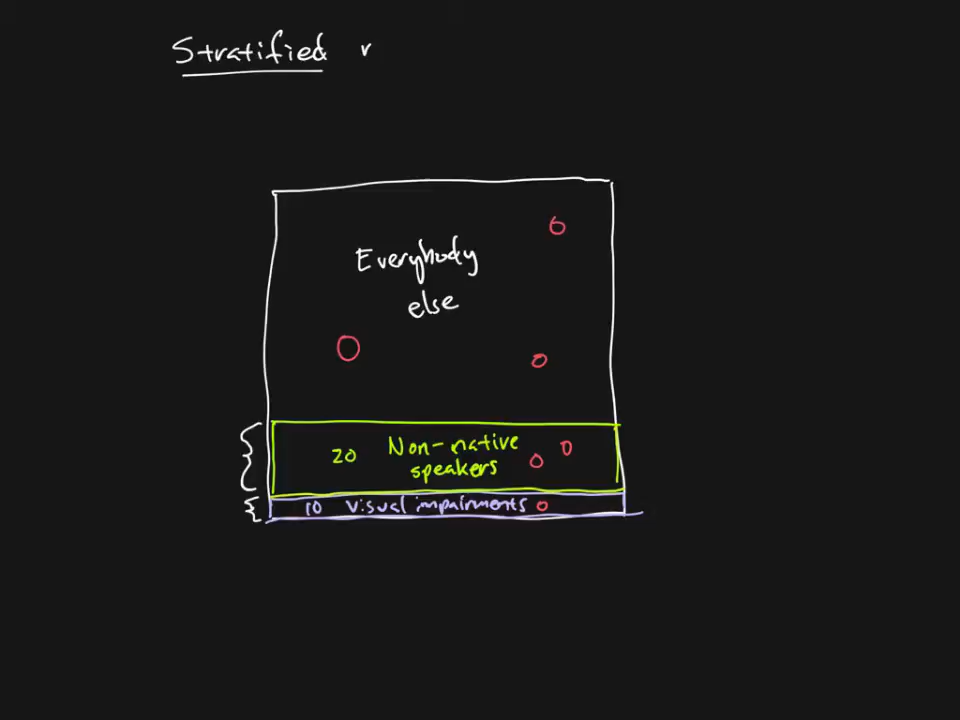 Stratified r
Everybody
else
20 Non-native
speakers
10 visual impairments